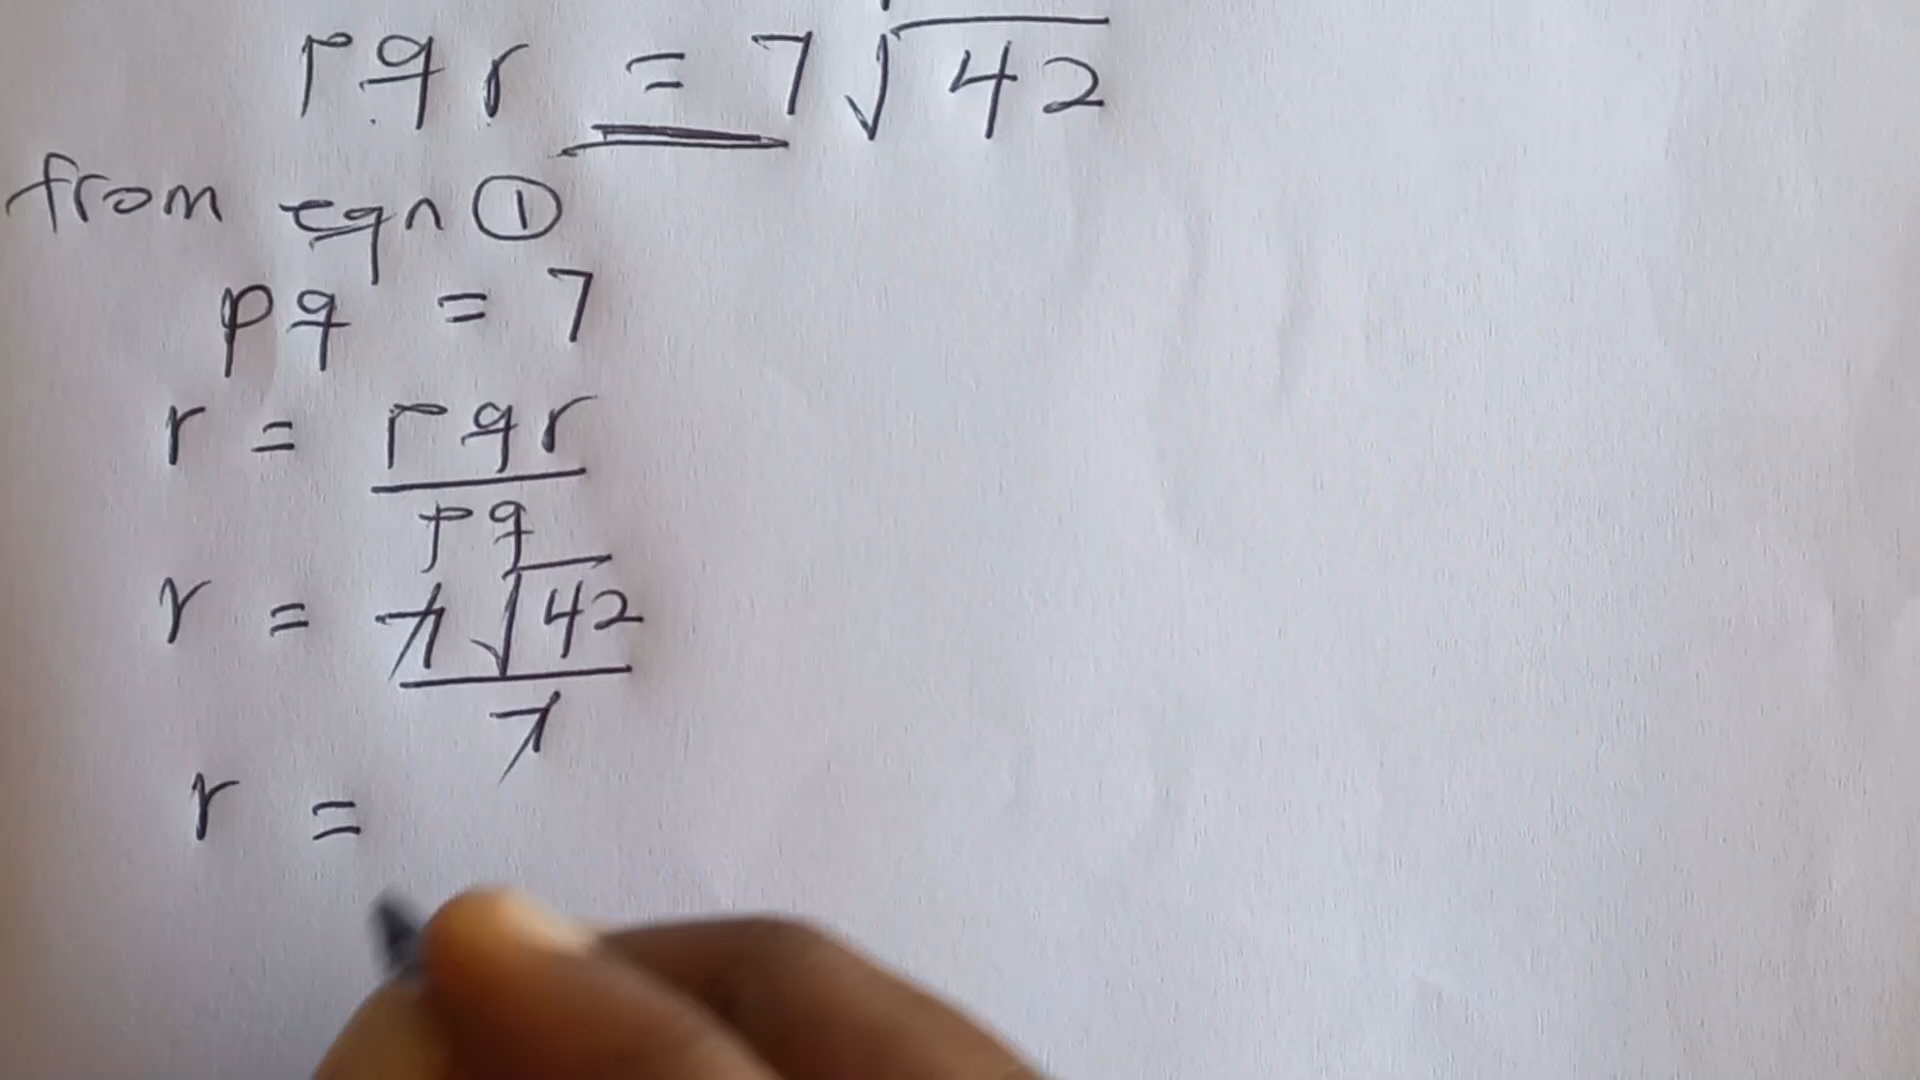 pqr = 7√42
from eqn ①
pq = 7
r = pqr
pq
r = 7√42
7
r =